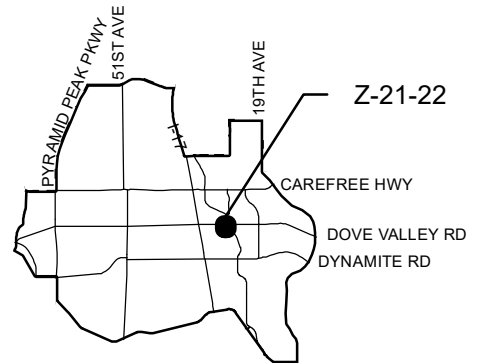 PYRAMID PEAK PKWY
51ST AVE
I-17
19TH AVE
Z-21-22
CAREFREE HWY
DOVE VALLEY RD
DYNAMITE RD